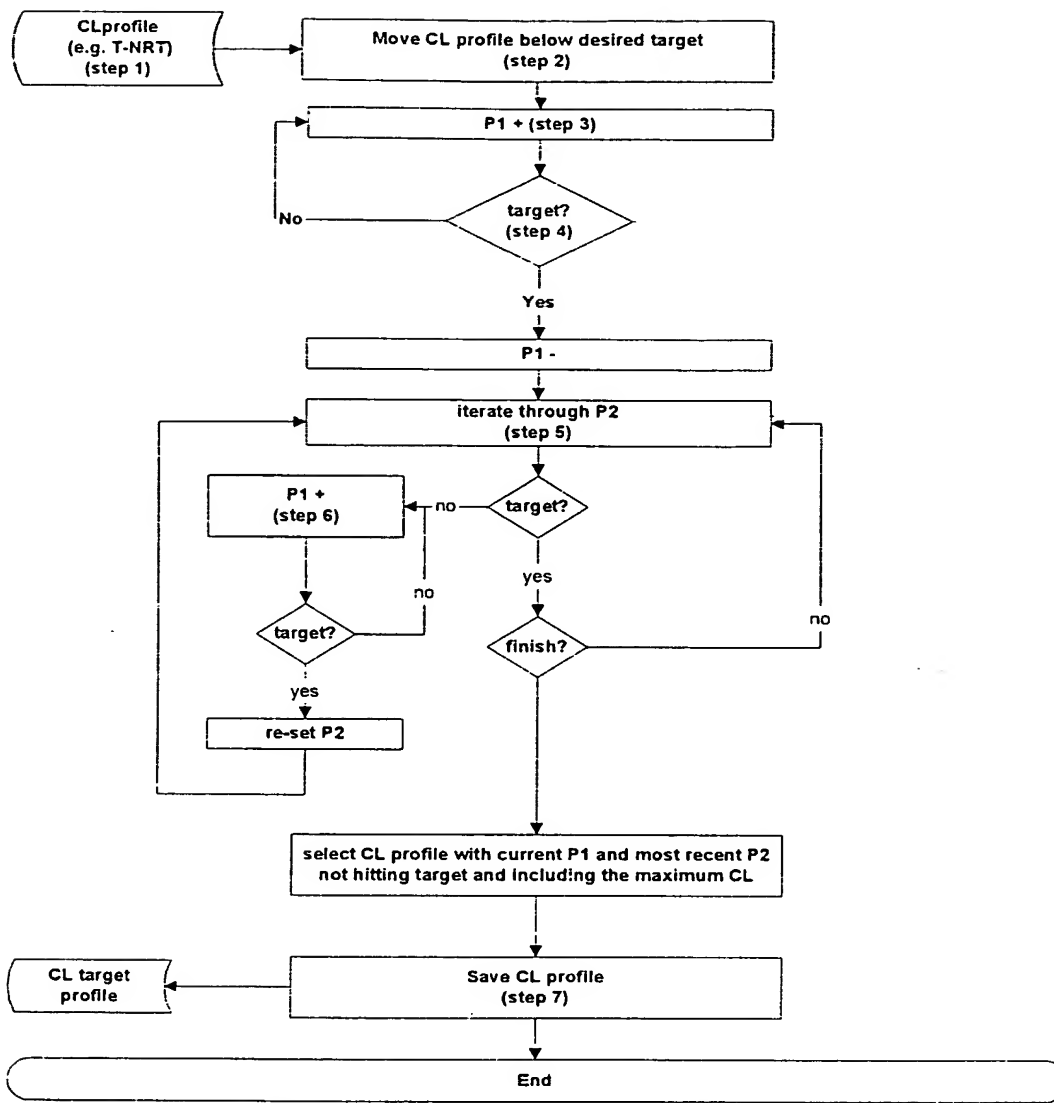 CLprofile
(e.g. T-NRT)
(step 1)
Move CL profile below desired target
(step 2)
P1 + (step 3)
target?
(step 4)
No
Yes
P1 -
iterate through P2
(step 5)
P1 +
(step 6)
no
target?
yes
no
no
target?
finish?
yes
re-set P2
select CL profile with current P1 and most recent P2
not hitting target and including the maximum CL
CL target
profile
Save CL profile
(step 7)
End